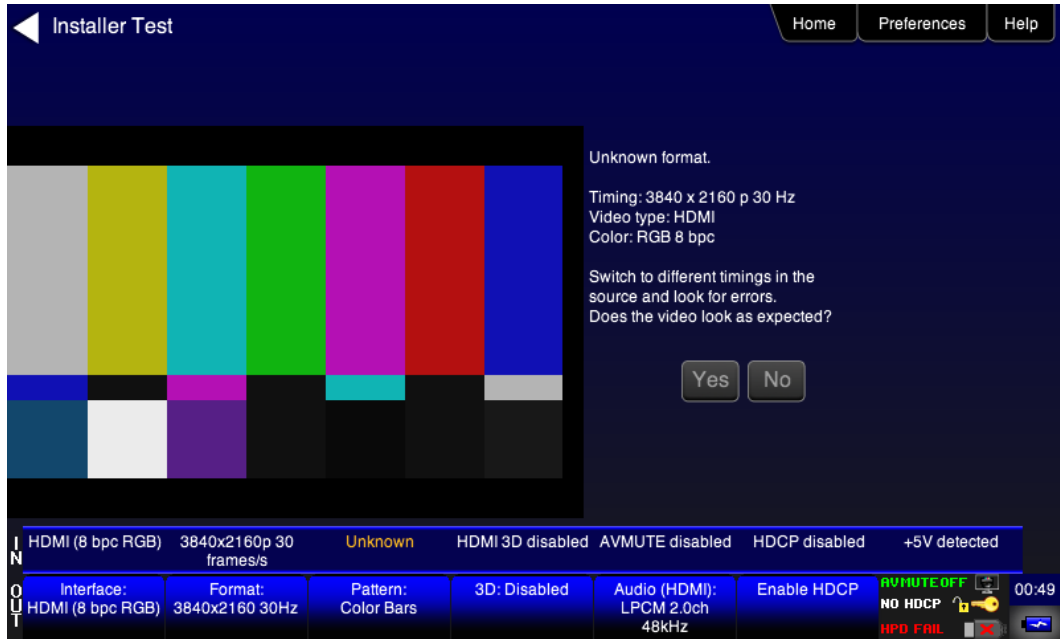 Installer Test
Home
Preferences
Help
Unknown format.
Timing: 3840 x 2160 p 30 Hz
Video type: HDMI
Color: RGB 8 bpc
Switch to different timings in the
source and look for errors.
Does the video look as expected?
Yes
No
IN
HDMI (8 bpc RGB)
3840x2160p 30
frames/s
Unknown
HDMI 3D disabled
AVMUTE disabled
HDCP disabled
+5V detected
OUT
Interface:
HDMI (8 bpc RGB)
Format:
3840x2160 30Hz
Pattern:
Color Bars
3D: Disabled
Audio (HDMI):
LPCM 2.0ch
48kHz
Enable HDCP
AVMUTEOFF
NO HDCP
HPD FAIL
00:49